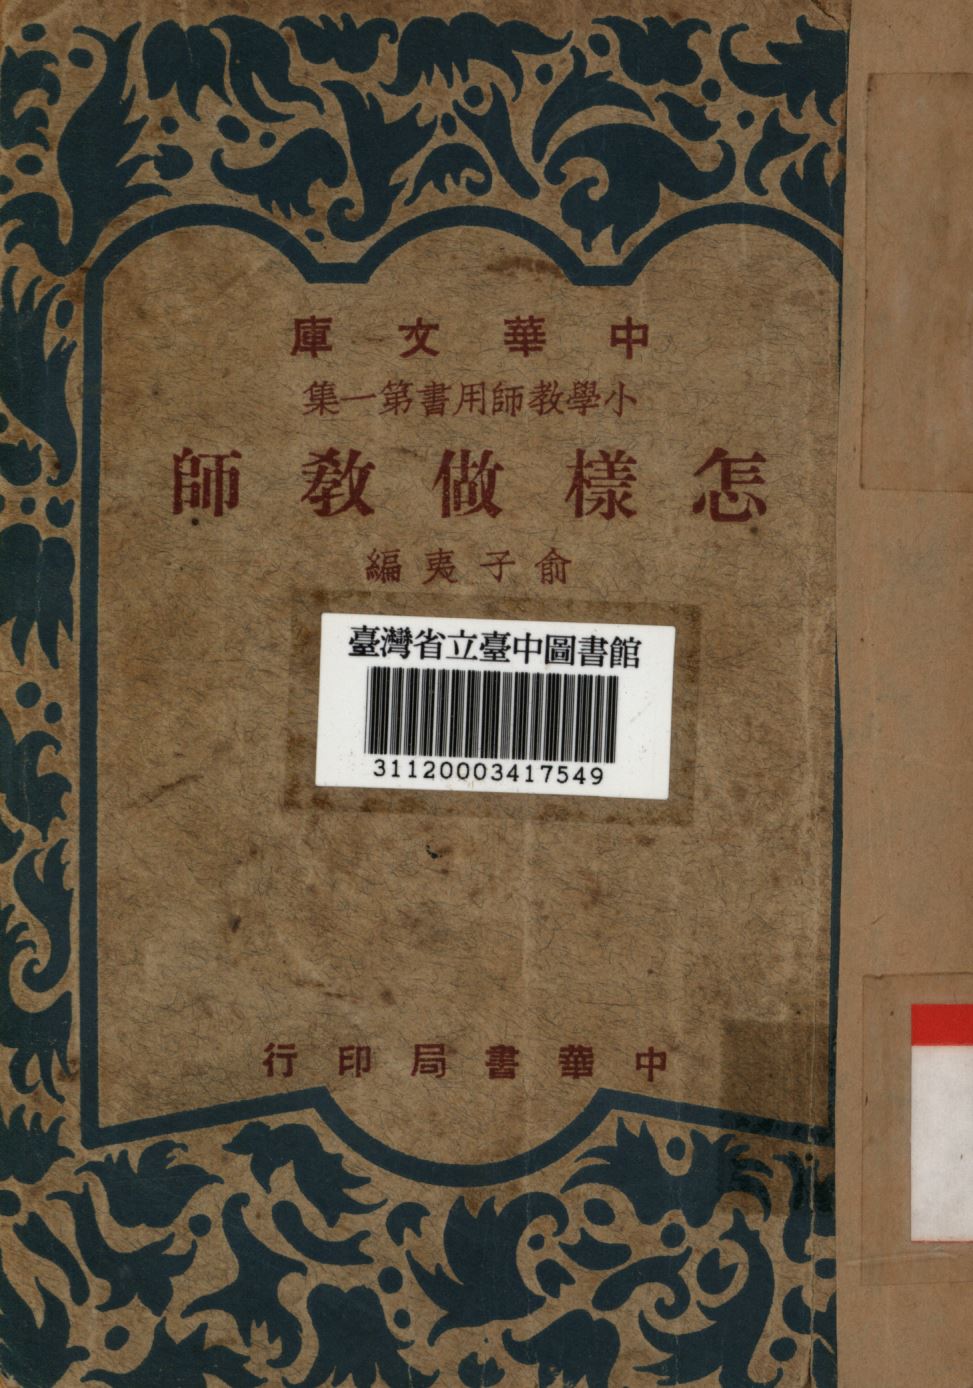 中華文庫
小學教師用書第一集
怎樣做教師
俞子夷編
臺灣省立臺中圖書館
31120003417549
中華書局印行